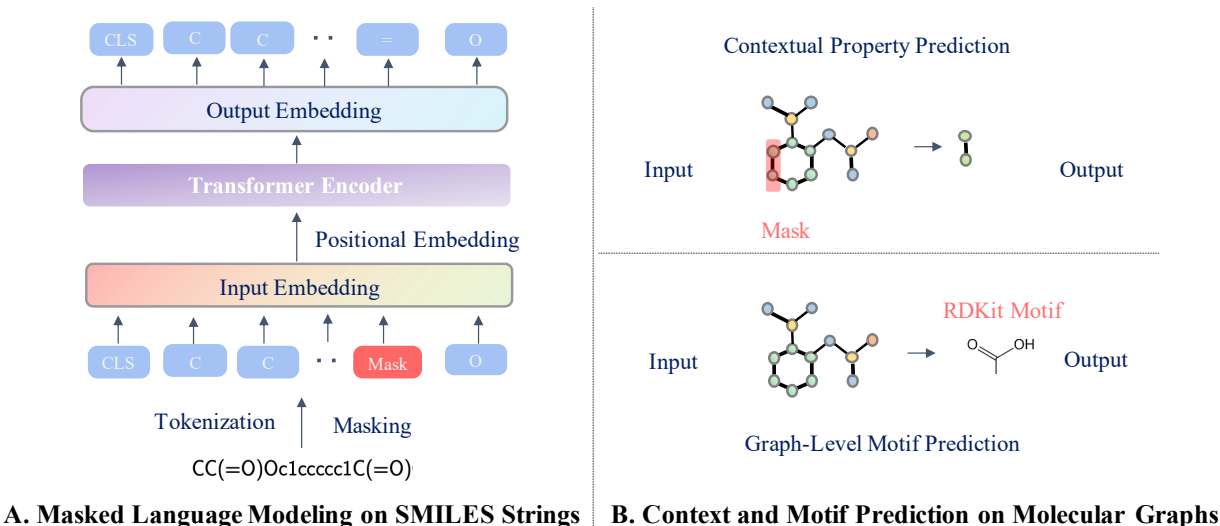 CLS C C ·· = O
Output Embedding
Transformer Encoder
Positional Embedding
Input Embedding
CLS C C ·· Mask O
Tokenization Masking
CC(=O)Oc1ccccc1C(=O)
A. Masked Language Modeling on SMILES Strings
Contextual Property Prediction
Input Output
Mask
RDKit Motif
O OH
Input Output
Graph-Level Motif Prediction
B. Context and Motif Prediction on Molecular Graphs